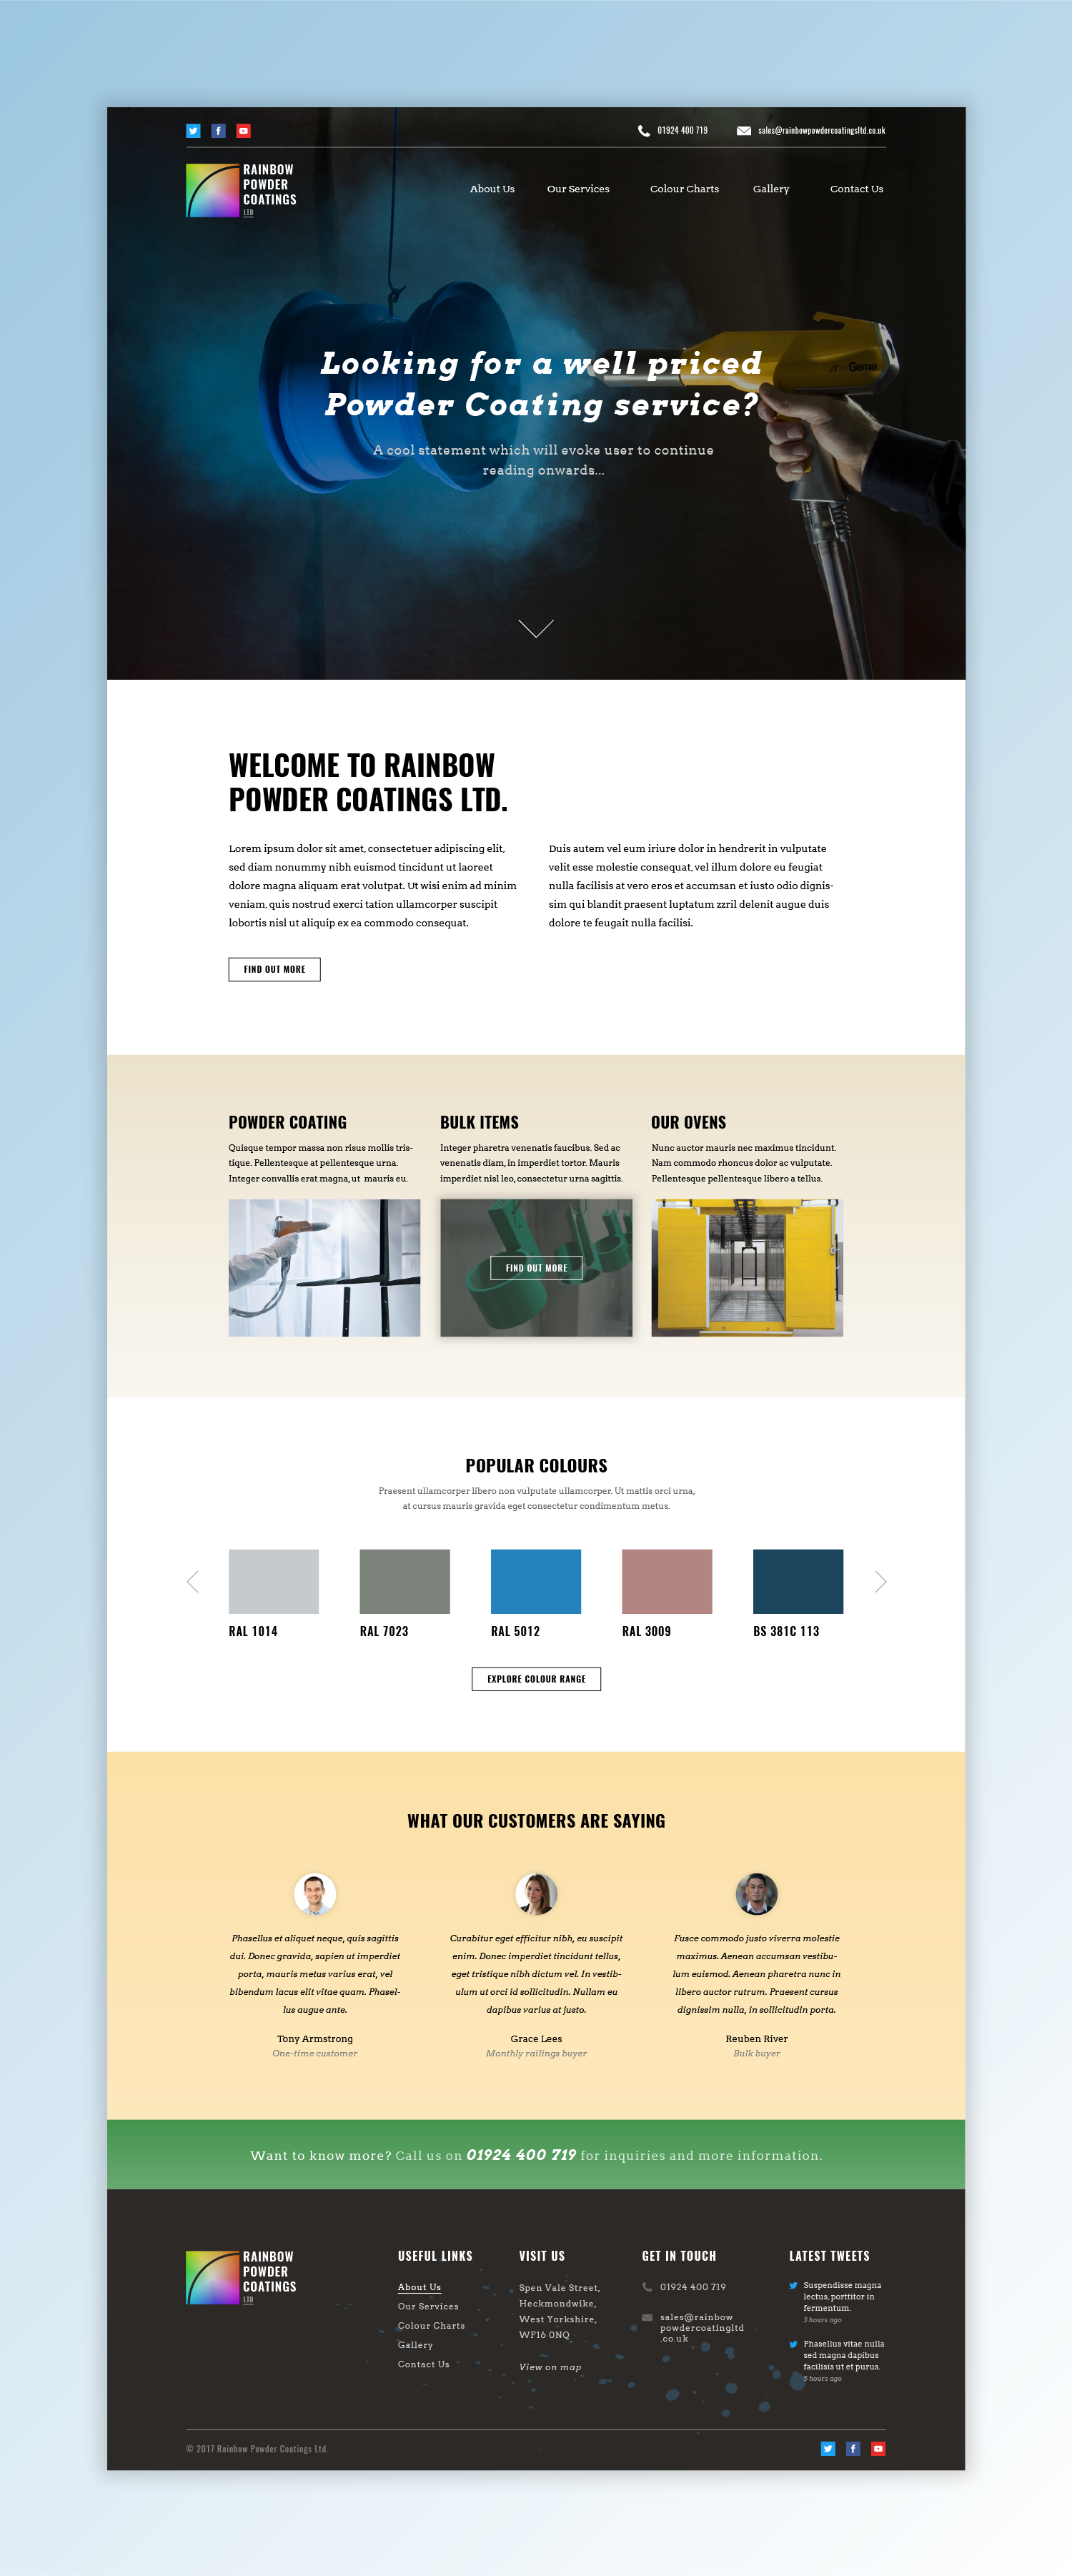 01924 400 719
sales@rainbowpowdercoatingsltd.co.uk
RAINBOW
POWDER
COATINGS
LTD
About Us
Our Services
Colour Charts
Gallery
Contact Us
Gema
Looking for a well priced
Powder Coating service?
A cool statement which will evoke user to continue
reading onwards...
WELCOME TO RAINBOW
POWDER COATINGS LTD.
Lorem ipsum dolor sit amet, consectetuer adipiscing elit,
sed diam nonummy nibh euismod tincidunt ut laoreet
dolore magna aliquam erat volutpat. Ut wisi enim ad minim
veniam, quis nostrud exerci tation ullamcorper suscipit
lobortis nisl ut aliquip ex ea commodo consequat.
Duis autem vel eum iriure dolor in hendrerit in vulputate
velit esse molestie consequat, vel illum dolore eu feugiat
nulla facilisis at vero eros et accumsan et iusto odio dignis-
sim qui blandit praesent luptatum zzril delenit augue duis
dolore te feugait nulla facilisi.
FIND OUT MORE
POWDER COATING
Quisque tempor massa non risus mollis tris-
tique. Pellentesque at pellentesque urna.
Integer convallis erat magna, ut mauris eu.
BULK ITEMS
Integer pharetra venenatis faucibus. Sed ac
venenatis diam, in imperdiet tortor. Mauris
imperdiet nisl leo, consectetur urna sagittis.
FIND OUT MORE
OUR OVENS
Nunc auctor mauris nec maximus tincidunt.
Nam commodo rhoncus dolor ac vulputate.
Pellentesque pellentesque libero a tellus.
POPULAR COLOURS
Praesent ullamcorper libero non vulputate ullamcorper. Ut mattis orci urna,
at cursus mauris gravida eget consectetur condimentum metus.
RAL 1014
RAL 7023
RAL 5012
RAL 3009
BS 381C 113
EXPLORE COLOUR RANGE
WHAT OUR CUSTOMERS ARE SAYING
Phasellus et aliquet neque, quis sagittis
dui. Donec gravida, sapien ut imperdiet
porta, mauris metus varius erat, vel
bibendum lacus elit vitae quam. Phasel-
lus augue ante.
Tony Armstrong
One-time customer
Curabitur eget efficitur nibh, eu suscipit
enim. Donec imperdiet tincidunt tellus,
eget tristique nibh dictum vel. In vestib-
ulum ut orci id sollicitudin. Nullam eu
dapibus varius at justo.
Grace Lees
Monthly railings buyer
Fusce commodo justo viverra molestie
maximus. Aenean accumsan vestibu-
lum euismod. Aenean pharetra nunc in
libero auctor rutrum. Praesent cursus
dignissim nulla, in sollicitudin porta.
Reuben River
Bulk buyer
Want to know more? Call us on 01924 400 719 for inquiries and more information.
RAINBOW
POWDER
COATINGS
LTD
USEFUL LINKS
About Us
Our Services
Colour Charts
Gallery
Contact Us
VISIT US
Spen Vale Street,
Heckmondwike,
West Yorkshire,
WF16 0NQ
View on map
GET IN TOUCH
01924 400 719
sales@rainbow
powdercoatingltd
.co.uk
LATEST TWEETS
Suspendisse magna
lectus, porttitor in
fermentum.
3 hours ago
Phasellus vitae nulla
sed magna dapibus
facilisis ut et purus.
5 hours ago
© 2017 Rainbow Powder Coatings Ltd.